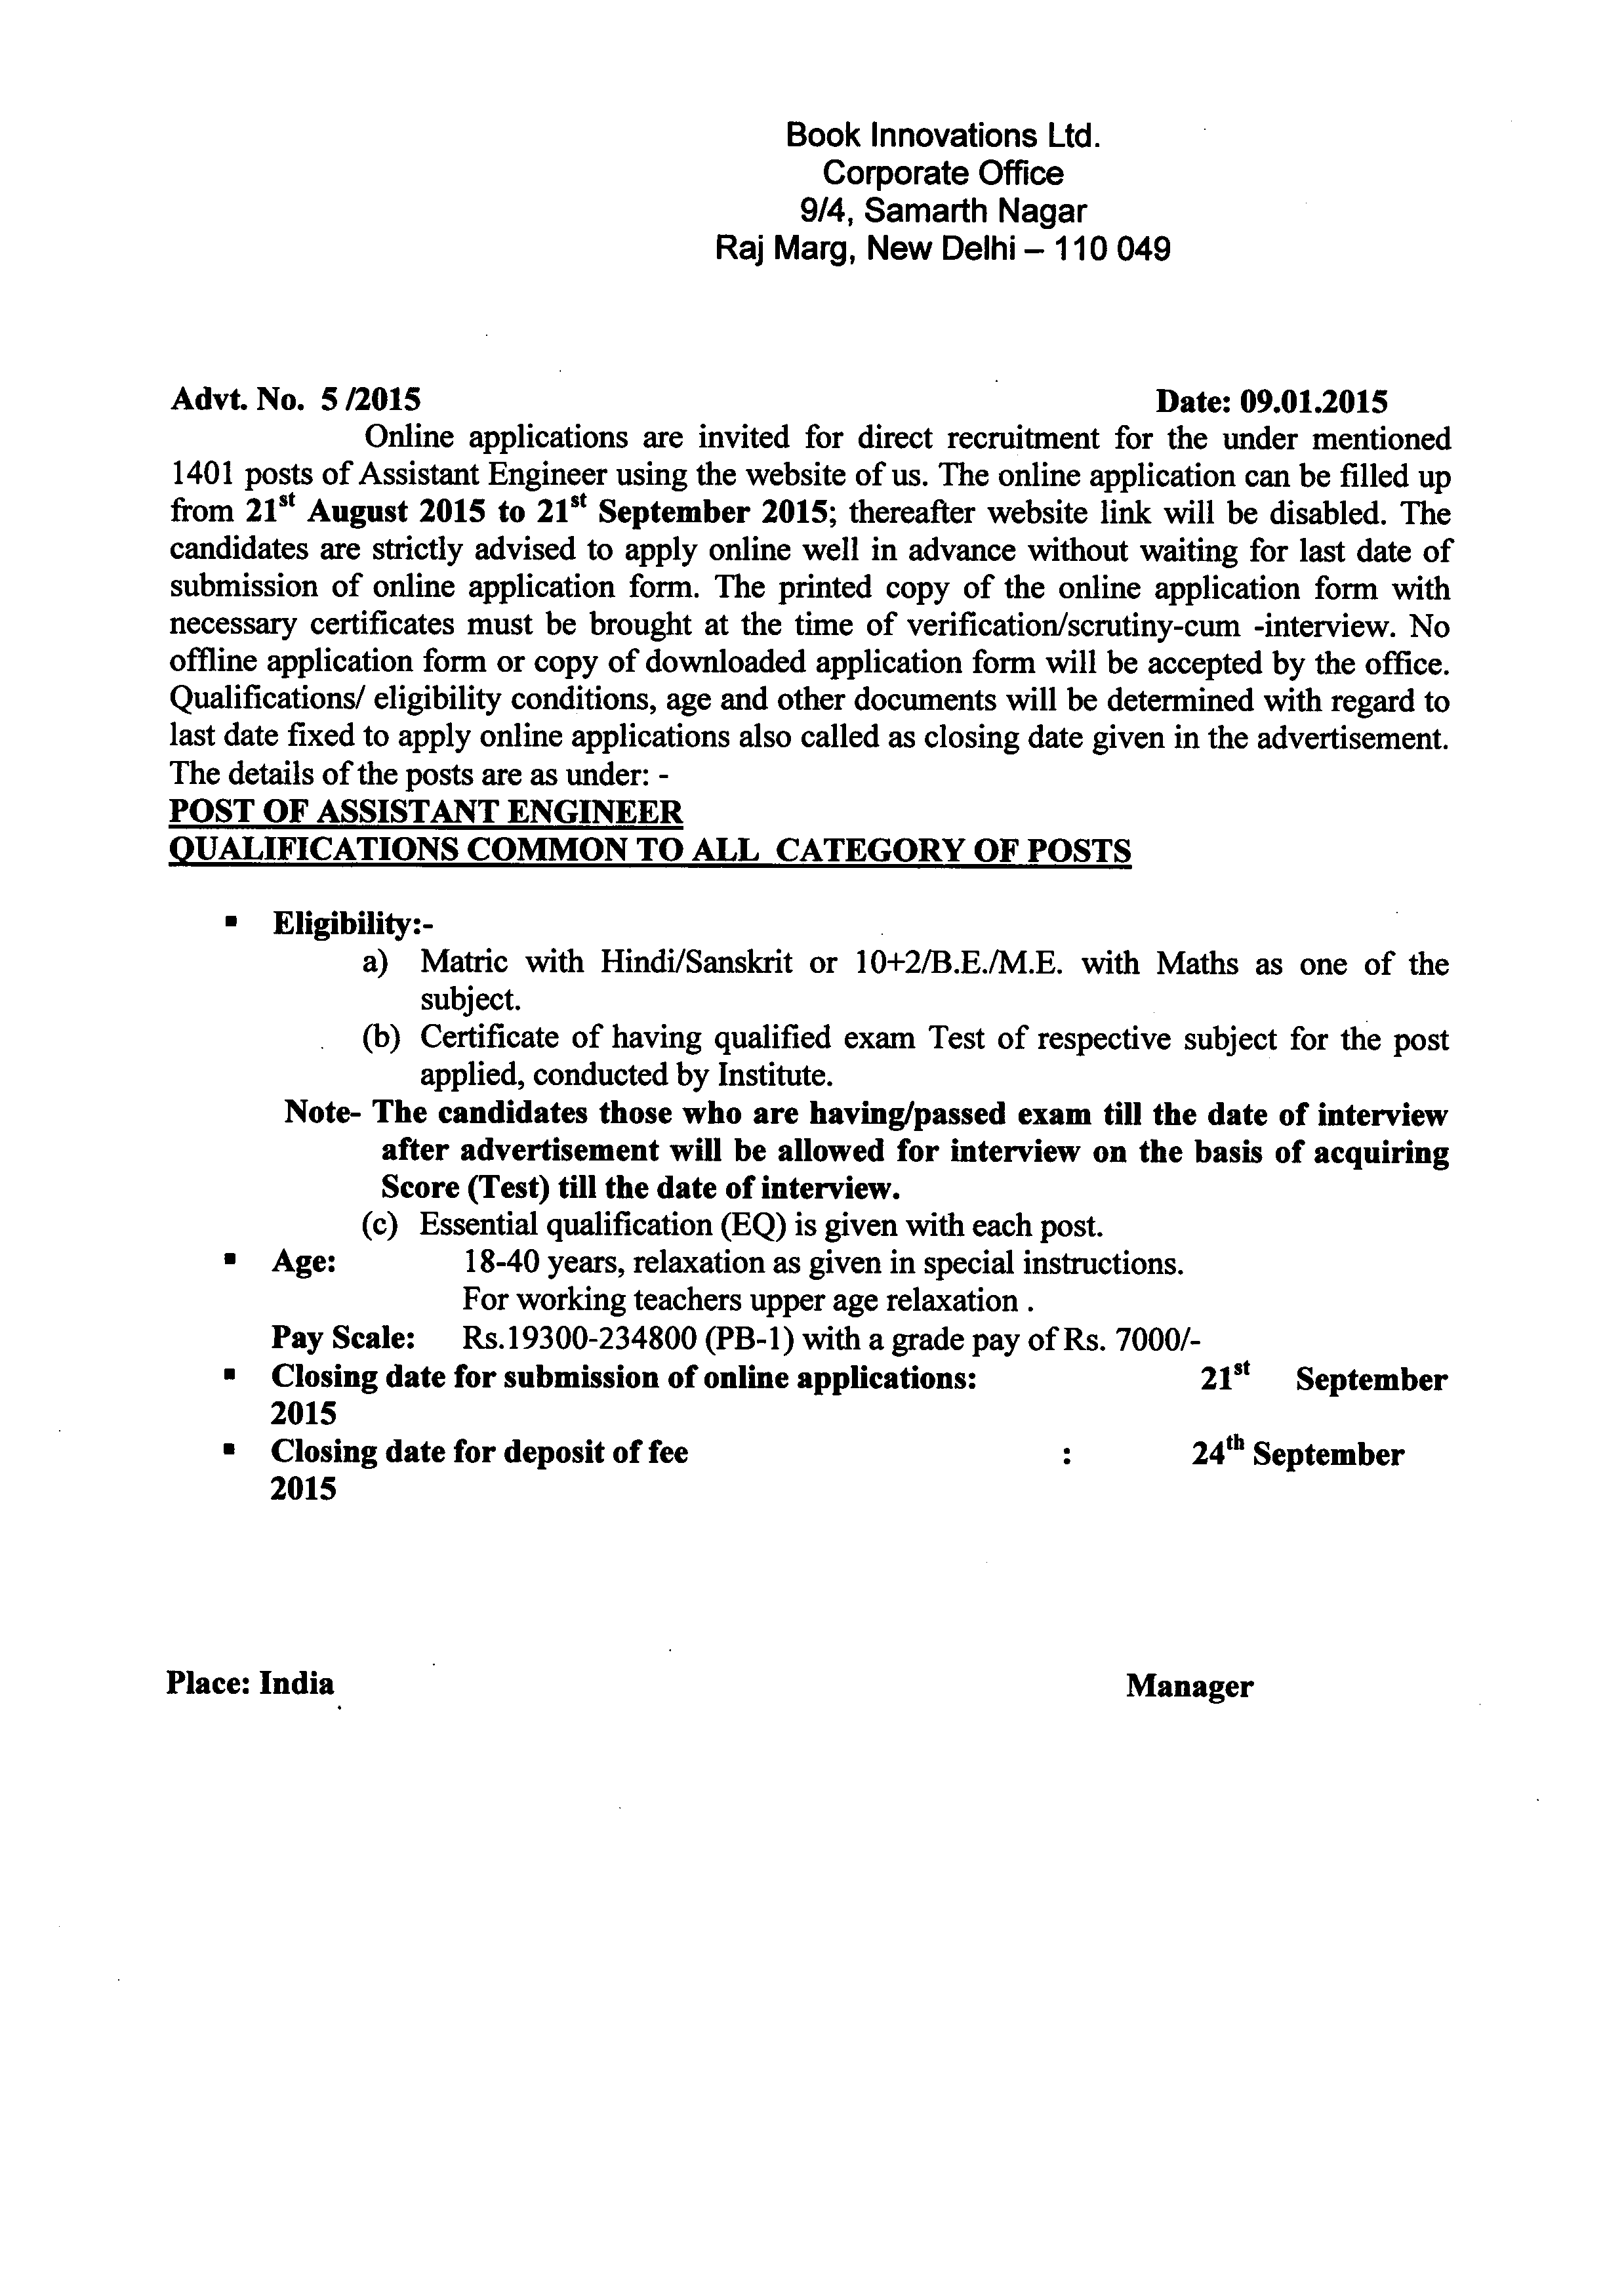 Book Innovations Ltd.
Corporate Office
9/4, Samarth Nagar
Raj Marg, New Delhi – 110 049
Advt. No. 5 /2015 Date: 09.01.2015
Online applications are invited for direct recruitment for the under mentioned
1401 posts of Assistant Engineer using the website of us. The online application can be filled up
from 21st August 2015 to 21st September 2015; thereafter website link will be disabled. The
candidates are strictly advised to apply online well in advance without waiting for last date of
submission of online application form. The printed copy of the online application form with
necessary certificates must be brought at the time of verification/scrutiny-cum -interview. No
offline application form or copy of downloaded application form will be accepted by the office.
Qualifications/ eligibility conditions, age and other documents will be determined with regard to
last date fixed to apply online applications also called as closing date given in the advertisement.
The details of the posts are as under: -
POST OF ASSISTANT ENGINEER
QUALIFICATIONS COMMON TO ALL CATEGORY OF POSTS
▪ Eligibility:-
a) Matric with Hindi/Sanskrit or 10+2/B.E./M.E. with Maths as one of the
subject.
(b) Certificate of having qualified exam Test of respective subject for the post
applied, conducted by Institute.
Note- The candidates those who are having/passed exam till the date of interview
after advertisement will be allowed for interview on the basis of acquiring
Score (Test) till the date of interview.
(c) Essential qualification (EQ) is given with each post.
▪ Age: 18-40 years, relaxation as given in special instructions.
For working teachers upper age relaxation .
Pay Scale: Rs.19300-234800 (PB-1) with a grade pay of Rs. 7000/-
▪ Closing date for submission of online applications: 21st September
2015
▪ Closing date for deposit of fee : 24th September
2015
Place: India Manager